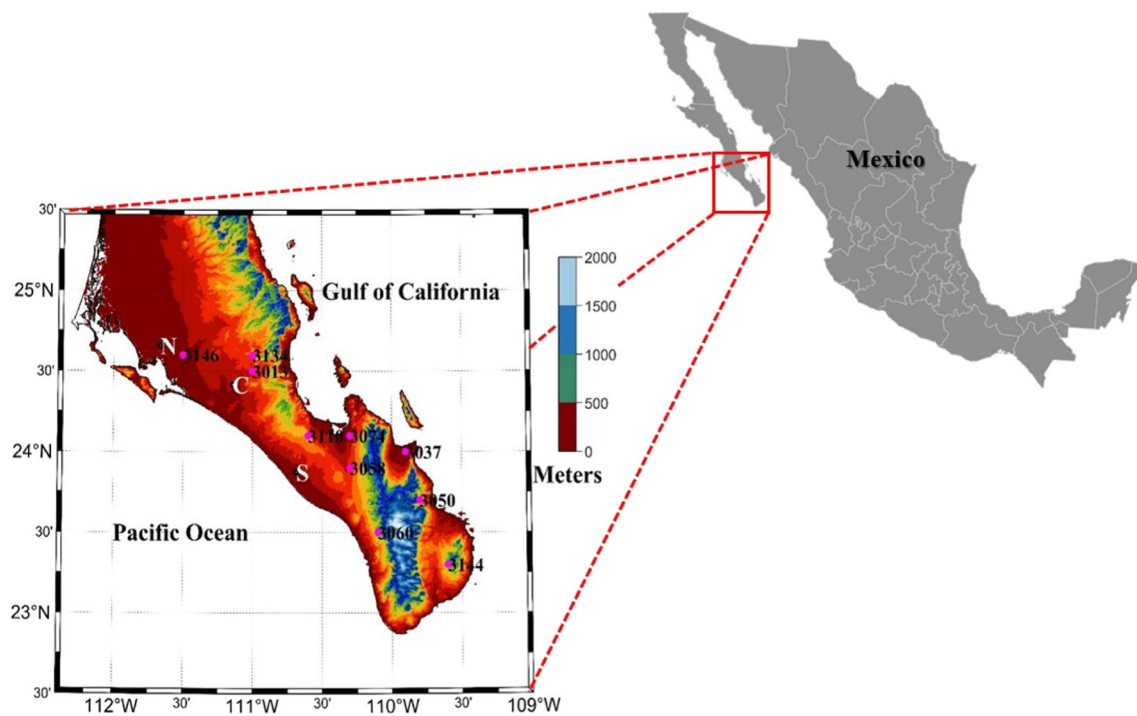 Mexico
30'
25°N
30'
24°N
30'
23°N
30'
112°W
30'
111°W
30'
110°W
30'
109°W
Gulf of California
Pacific Ocean
N
3146
3134
3013
C
3110
3074
3037
3058
S
3050
3060
3144
2000
1500
1000
500
0
Meters